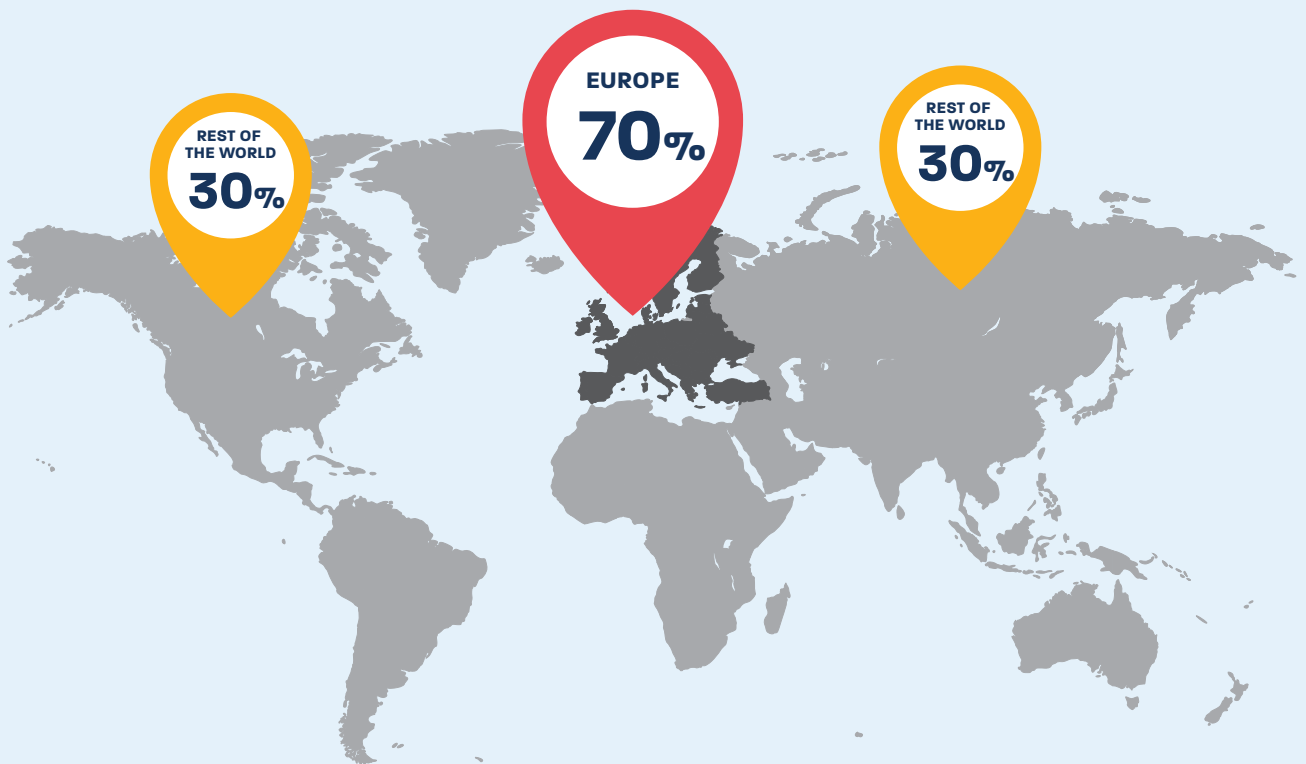 REST OF
THE WORLD
30%
EUROPE
70%
REST OF
THE WORLD
30%